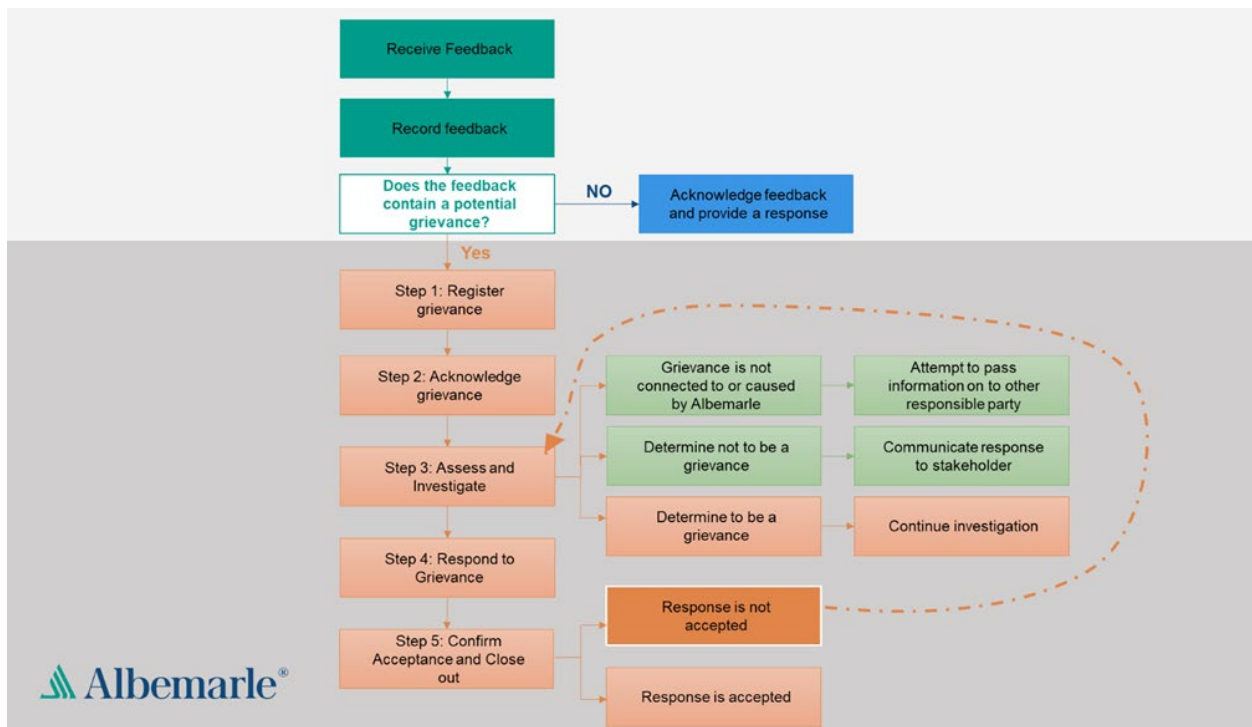 Receive Feedback
Record feedback
Does the feedback
contain a potential
grievance?
NO
Acknowledge feedback
and provide a response
Yes
Step 1: Register
grievance
Step 2: Acknowledge
grievance
Grievance is not
connected to or caused
by Albemarle
Attempt to pass
information on to other
responsible party
Step 3: Assess and
Investigate
Determine not to be a
grievance
Communicate response
to stakeholder
Determine to be a
grievance
Continue investigation
Step 4: Respond to
Grievance
Response is not
accepted
Step 5: Confirm
Acceptance and Close
out
Response is accepted
Albemarle®